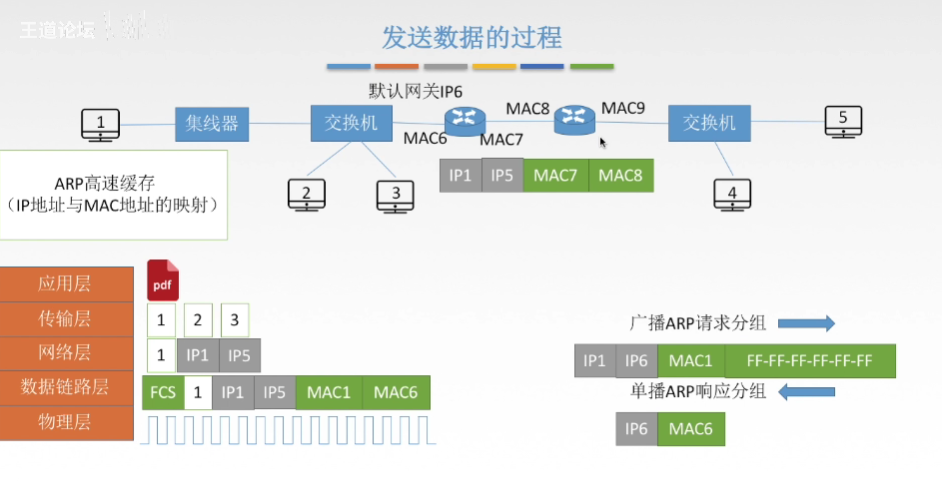 王道论坛
发送数据的过程
默认网关IP6
1
集线器
交换机
MAC6
MAC7
MAC8
MAC9
交换机
5
2
3
4
IP1 IP5 MAC7 MAC8
ARP高速缓存
（IP地址与MAC地址的映射）
应用层 pdf
传输层 1 2 3
网络层 1 IP1 IP5
数据链路层 FCS 1 IP1 IP5 MAC1 MAC6
物理层
广播ARP请求分组
IP1 IP6 MAC1 FF-FF-FF-FF-FF-FF
单播ARP响应分组
IP6 MAC6